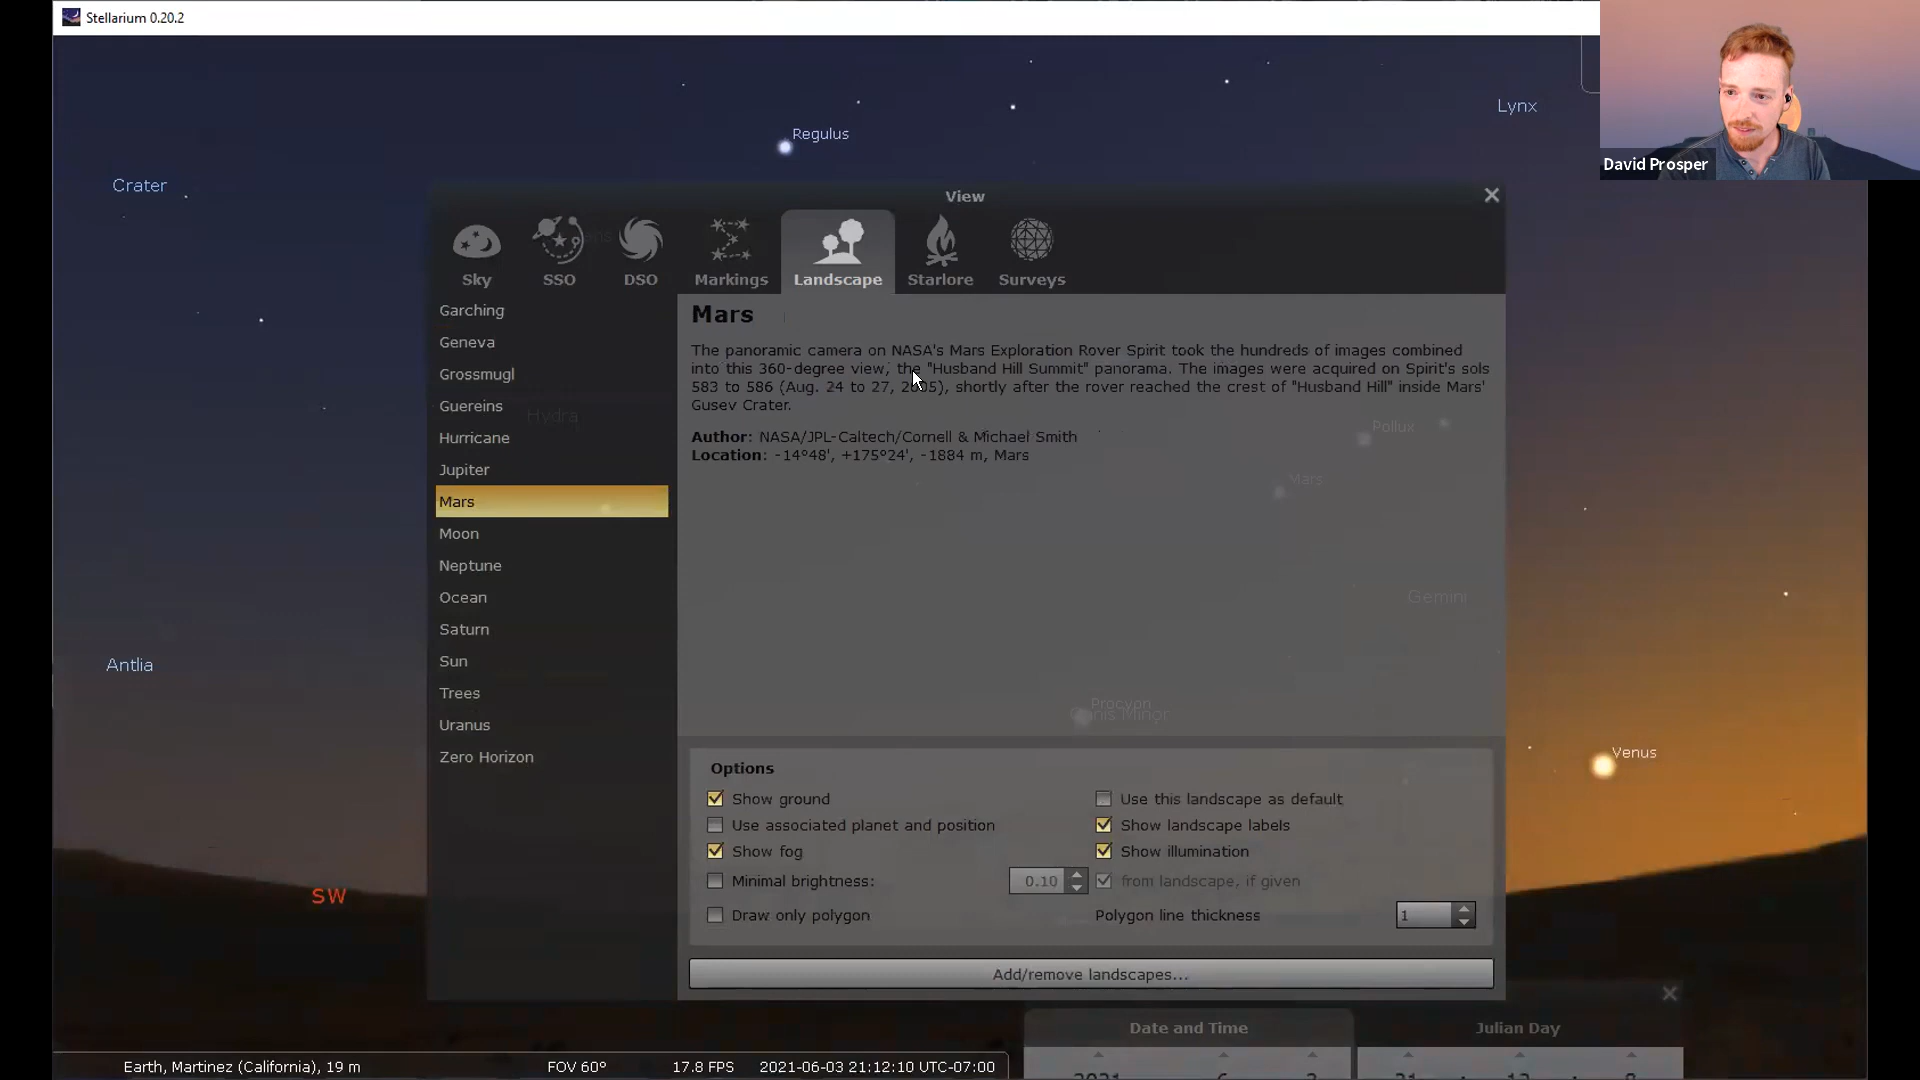 Stellarium 0.20.2
Lynx
Regulus
David Prosper
Crater
View
Sky
SSO
DSO
Markings
Landscape
Starlore
Surveys
Garching
Geneva
Grossmugl
Guereins
Hydra
Hurricane
Jupiter
Mars
Moon
Neptune
Ocean
Saturn
Sun
Trees
Uranus
Zero Horizon
Mars
The panoramic camera on NASA's Mars Exploration Rover Spirit took the hundreds of images combined
into this 360-degree view, the "Husband Hill Summit" panorama. The images were acquired on Spirit's sols
583 to 586 (Aug. 24 to 27, 2005), shortly after the rover reached the crest of "Husband Hill" inside Mars'
Gusev Crater.
Author: NASA/JPL-Caltech/Cornell & Michael Smith
Location: -14°48', +175°24', -1884 m, Mars
Pollux
Mars
Gemini
Procyon
Canis Minor
Antlia
Venus
Options
Show ground
Use this landscape as default
Use associated planet and position
Show landscape labels
Show fog
Show illumination
Minimal brightness:
0.10
from landscape, if given
Draw only polygon
Polygon line thickness
1
Add/remove landscapes...
SW
Date and Time
Julian Day
Earth, Martinez (California), 19 m
FOV 60°
17.8 FPS
2021-06-03 21:12:10 UTC-07:00